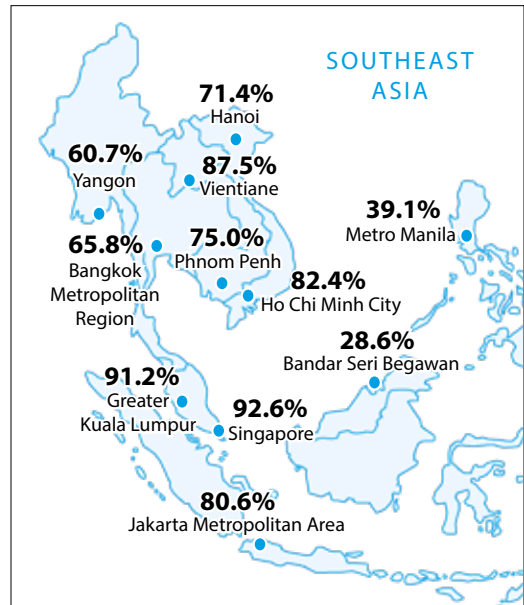 SOUTHEAST
ASIA
71.4%
Hanoi
60.7%
Yangon
87.5%
Vientiane
39.1%
Metro Manila
65.8%
Bangkok
Metropolitan
Region
75.0%
Phnom Penh
82.4%
Ho Chi Minh City
28.6%
Bandar Seri Begawan
91.2%
Greater
Kuala Lumpur
92.6%
Singapore
80.6%
Jakarta Metropolitan Area